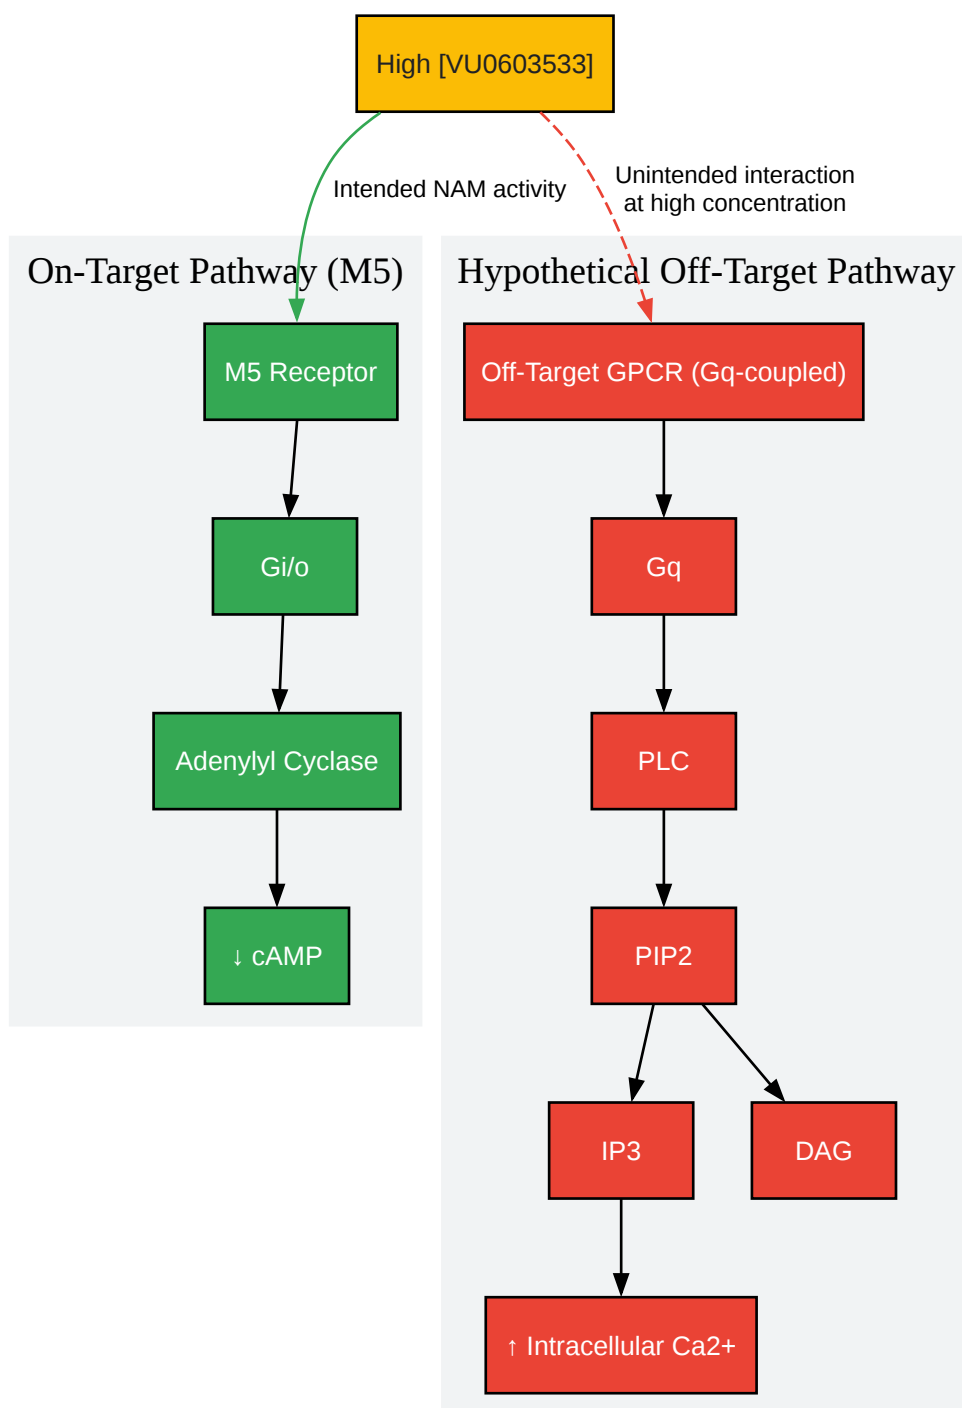 High [VU0603533]
Intended NAM activity
Unintended interaction
at high concentration
On-Target Pathway (M5)
M5 Receptor
Gi/o
Adenylyl Cyclase
↓ cAMP
Hypothetical Off-Target Pathway
Off-Target GPCR (Gq-coupled)
Gq
PLC
PIP2
IP3
DAG
↑ Intracellular Ca2+